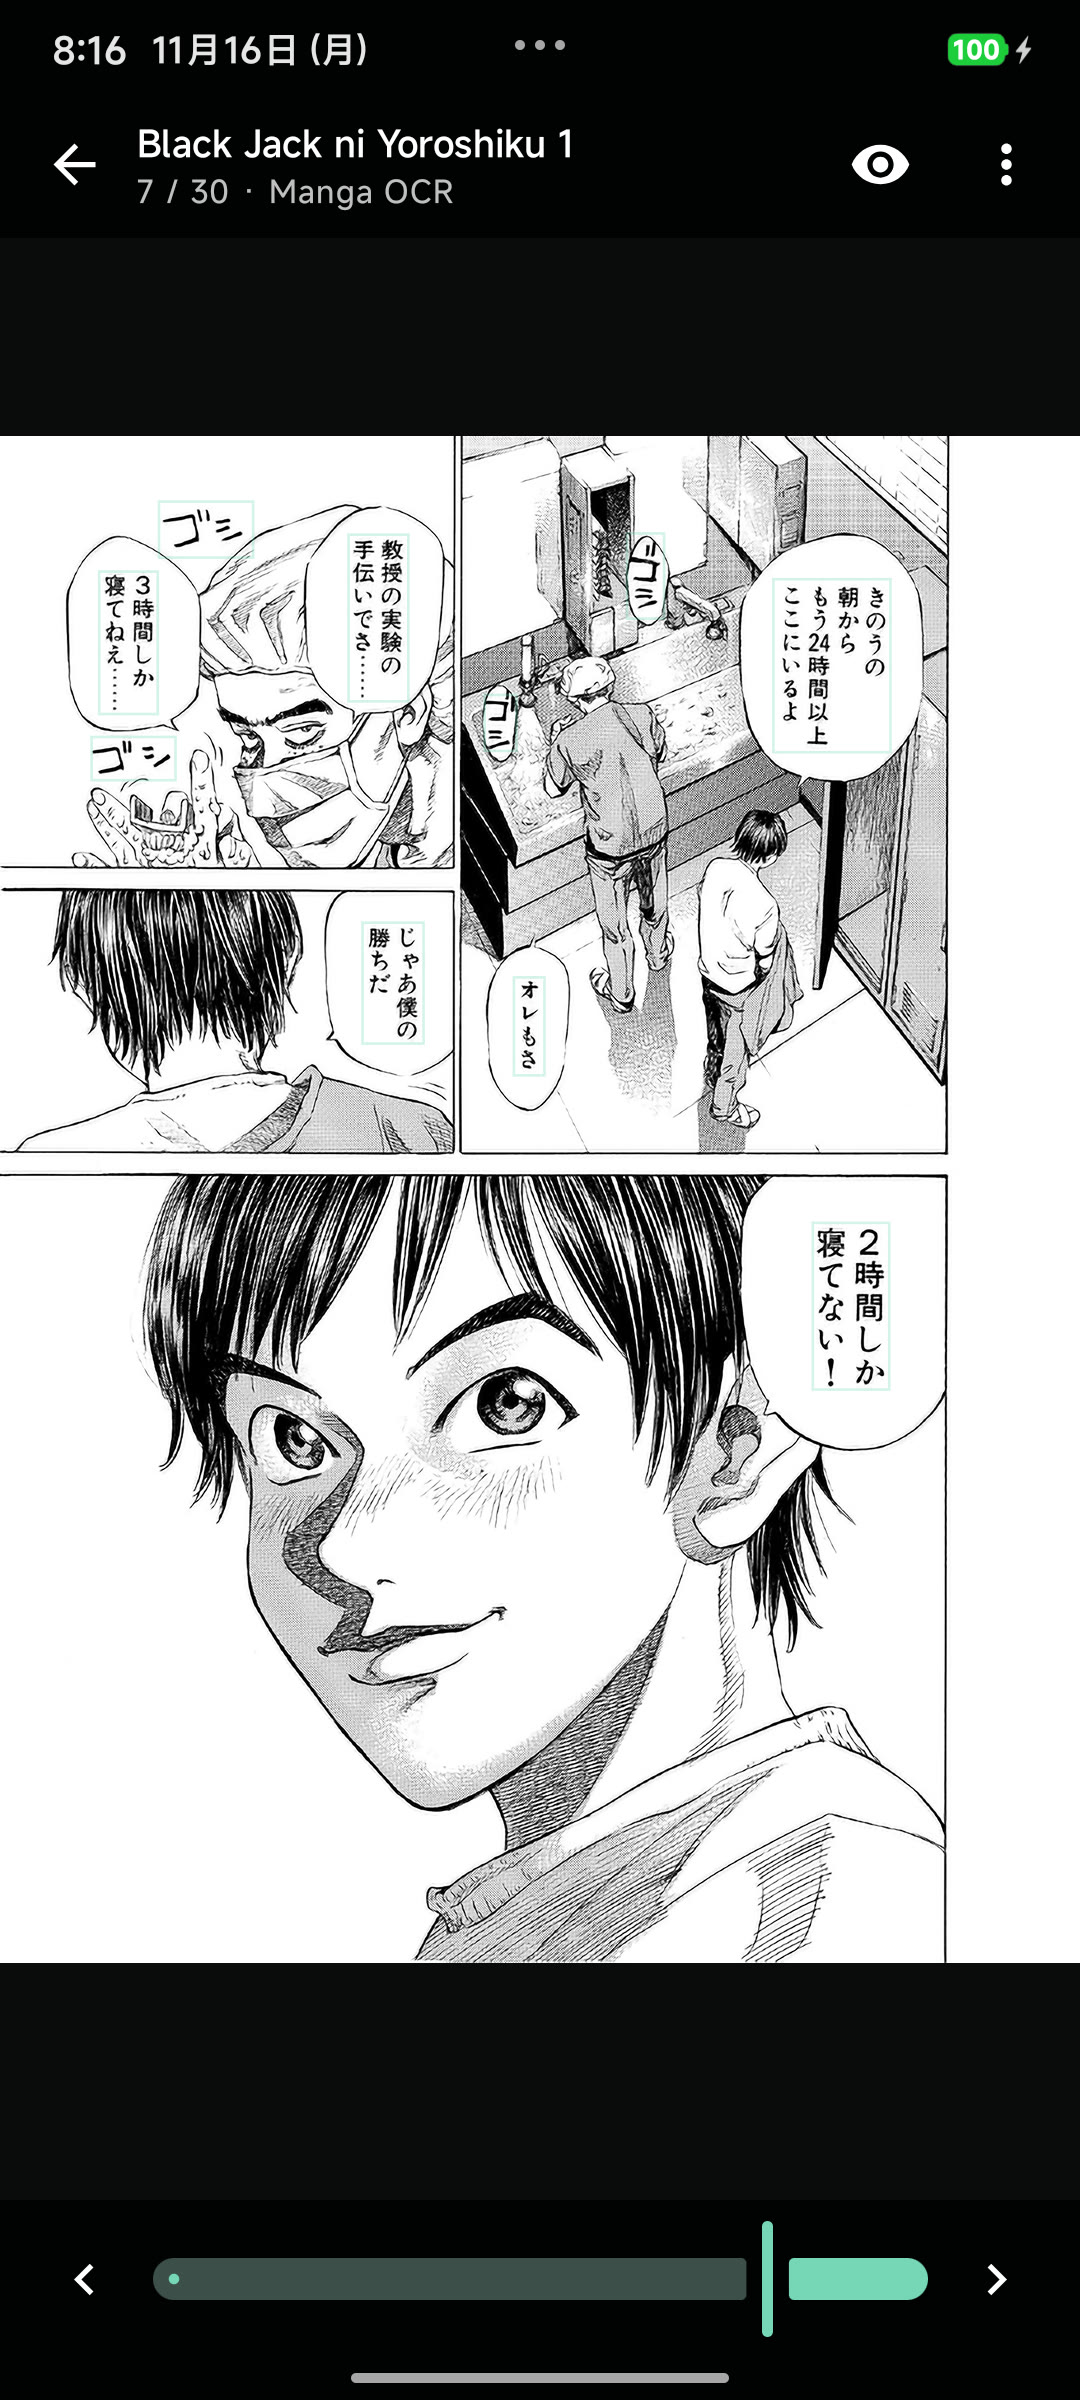 8:16 11月16日 (月)
100
Black Jack ni Yoroshiku 1
7 / 30 · Manga OCR
きのうの
朝から
もう24時間以上
ここにいるよ
ゴシ
ゴシ
オレもさ
教授の実験の
手伝いでさ……
ゴシ
3時間しか
寝てねえ……
ゴシ
じゃあ僕の
勝ちだ
2時間しか
寝てない！